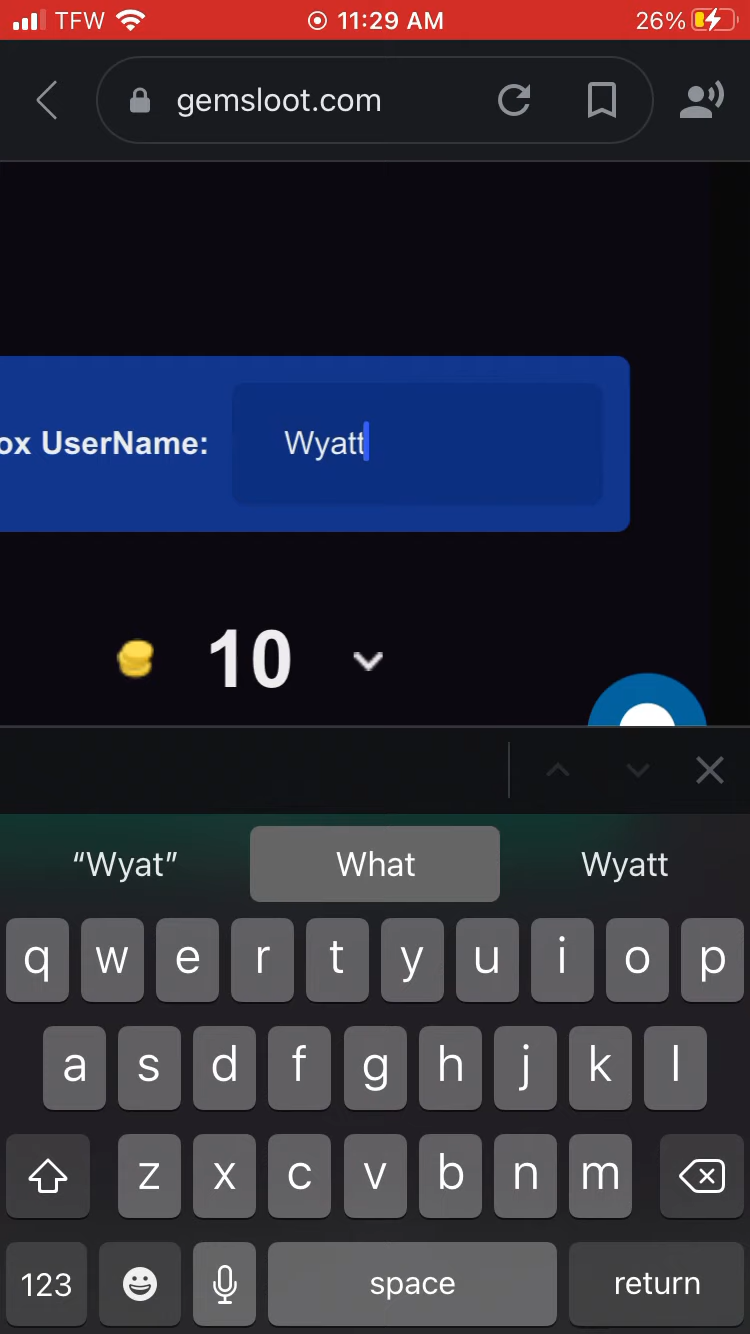 TFW 11:29 AM 26%
gemsloot.com
ox UserName: Wyatt
10
“Wyat” What Wyatt
q w e r t y u i o p
a s d f g h j k l
z x c v b n m
123 space return